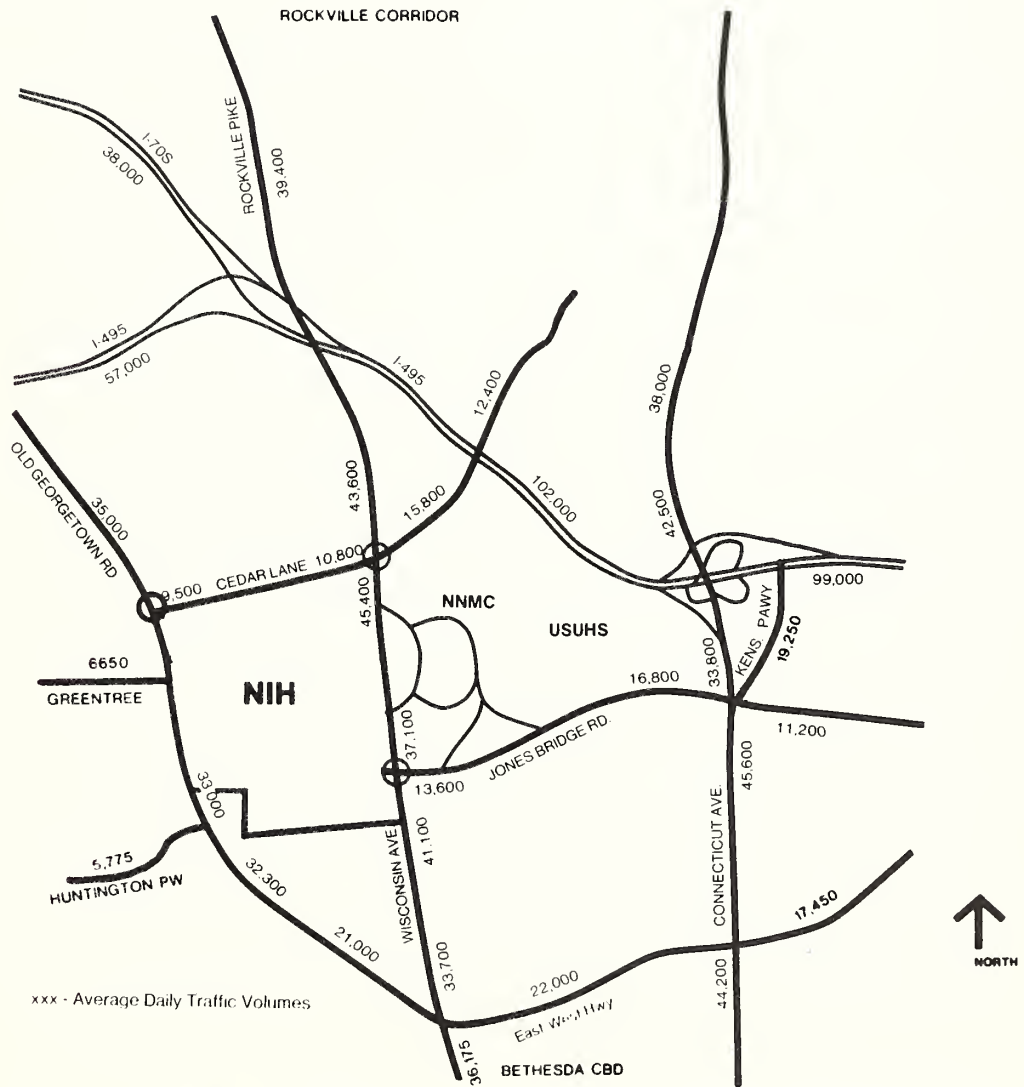 ROCKVILLE CORRIDOR
ROCKVILLE PIKE
39.400
I-70S
38,000
I-495
57,000
I-495
12,400
38,000
OLD GEORGETOWN RD
35,000
43,600
15,800
102,000
42,500
9,500 CEDAR LANE 10,800
45,400
NNMC
USUHS
99,000
KENS. PAWY
19,250
33,800
6650
GREENTREE
NIH
16,800
11,200
37.100
JONES BRIDGE RD.
13,600
45,600
33,000
41,100
WISCONSIN AVE
CONNECTICUT AVE.
5,775
HUNTINGTON PW
32.300
21.000
33,700
22,000
East West Hwy
17,450
44,200
NORTH
xxx - Average Daily Traffic Volumes
36,175
BETHESDA CBD